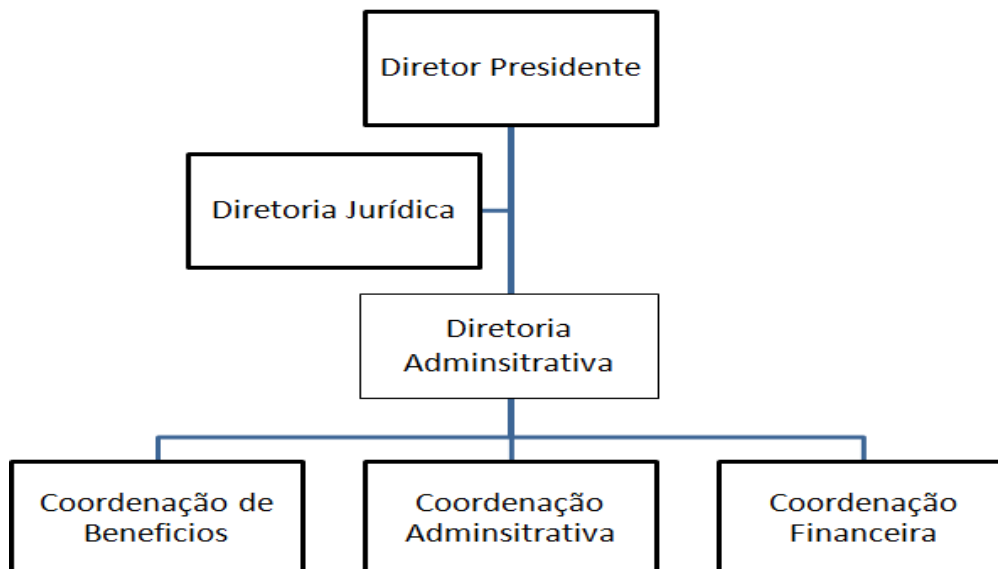 Diretor Presidente
Diretoria Jurídica
Diretoria
Adminsitrativa
Coordenação de
Beneficios
Coordenação
Adminsitrativa
Coordenação
Financeira